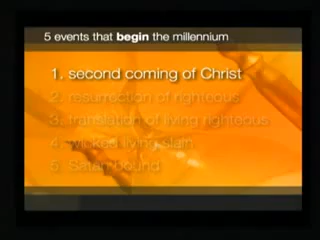 5 events that begin the millennium
1. second coming of Christ
2. resurrection of righteous
3. translation of living righteous
4. wicked living slain
5. Satan bound